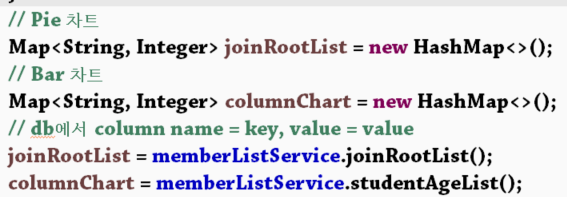 // Pie 차트
Map<String, Integer> joinRootList = new HashMap<>();
// Bar 차트
Map<String, Integer> columnChart = new HashMap<>();
// db에서 column name = key, value = value
joinRootList = memberListService.joinRootList();
columnChart = memberListService.studentAgeList();